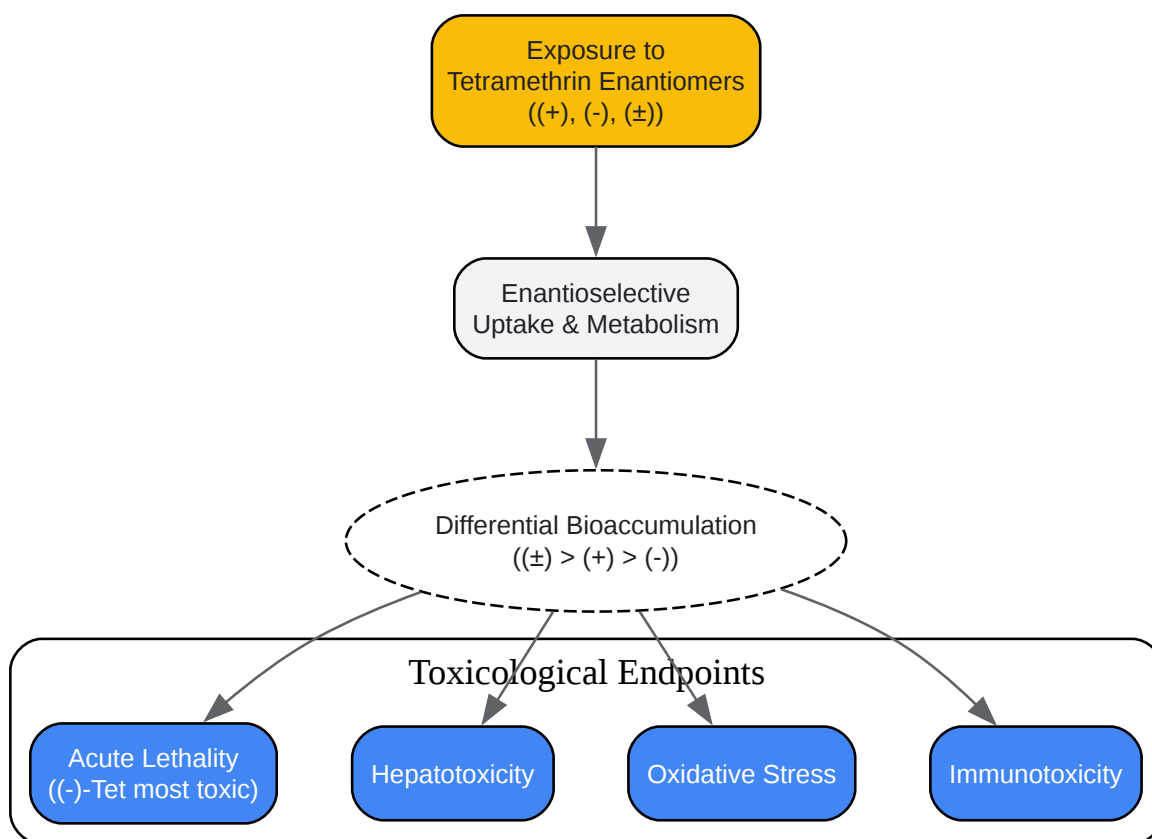 Exposure to
Tetramethrin Enantiomers
((+), (-), (±))
Enantioselective
Uptake & Metabolism
Differential Bioaccumulation
((±) > (+) > (-))
Toxicological Endpoints
Acute Lethality
((-)-Tet most toxic)
Hepatotoxicity
Oxidative Stress
Immunotoxicity